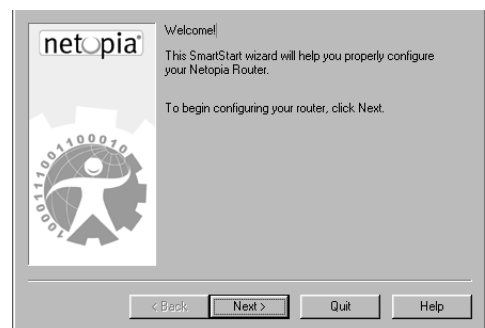 netopia
Welcome!
This SmartStart wizard will help you properly configure
your Netopia Router.
To begin configuring your router, click Next.
< Back
Next >
Quit
Help